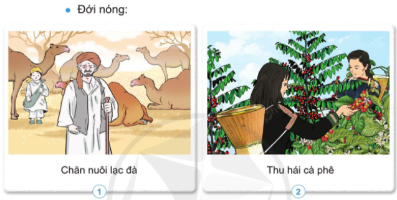 • Đới nóng:
Chăn nuôi lạc đà
Thu hái cà phê
1
2